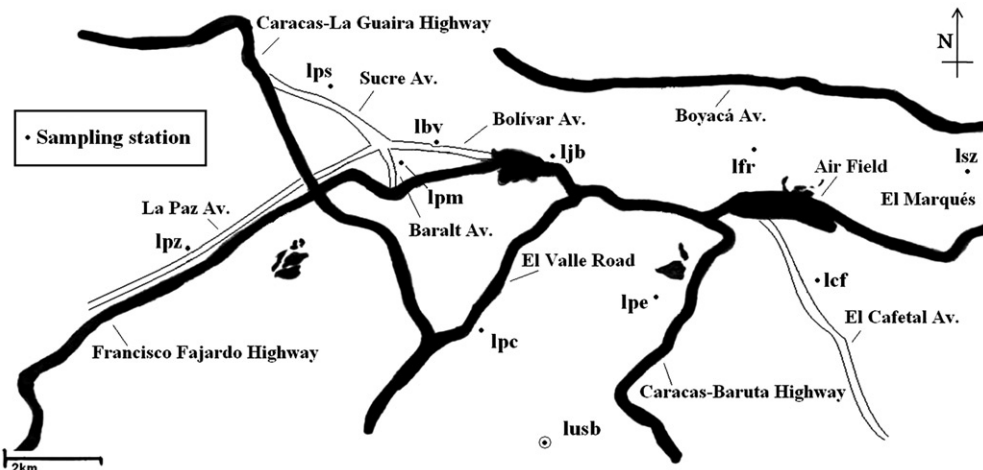 Caracas-La Guaira Highway
N
lps
Sucre Av.
Boyacá Av.
• Sampling station
lbv
Bolívar Av.
ljb
lfr
lsz
Air Field
lpm
El Marqués
La Paz Av.
Baralt Av.
lpz
El Valle Road
lpe
lcf
El Cafetal Av.
lpc
Francisco Fajardo Highway
Caracas-Baruta Highway
lusb
2km